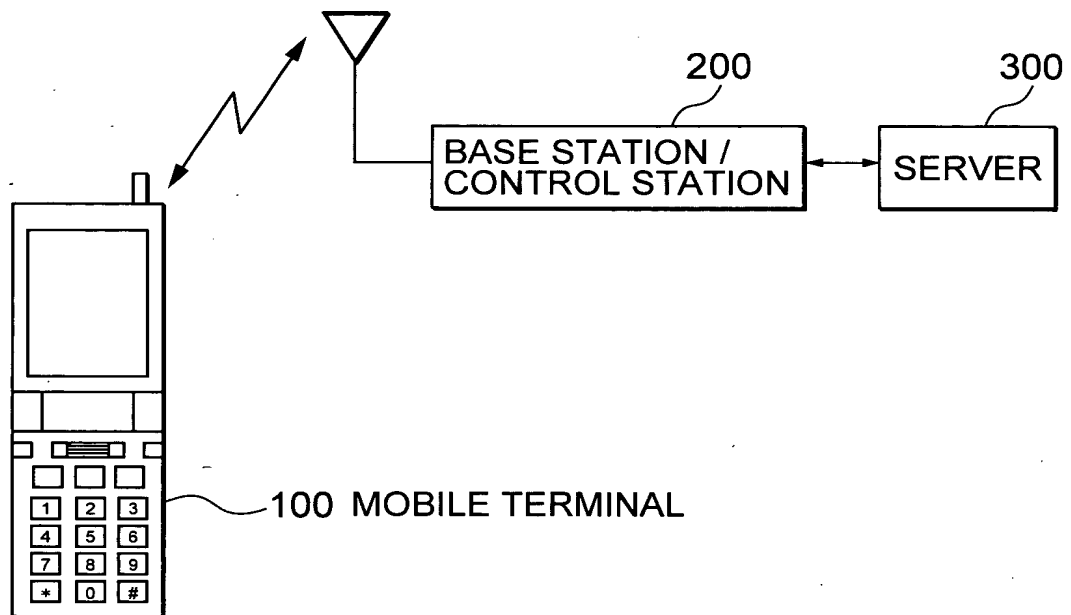 200
300
BASE STATION /
CONTROL STATION
SERVER
100 MOBILE TERMINAL
1 2 3
4 5 6
7 8 9
* 0 #